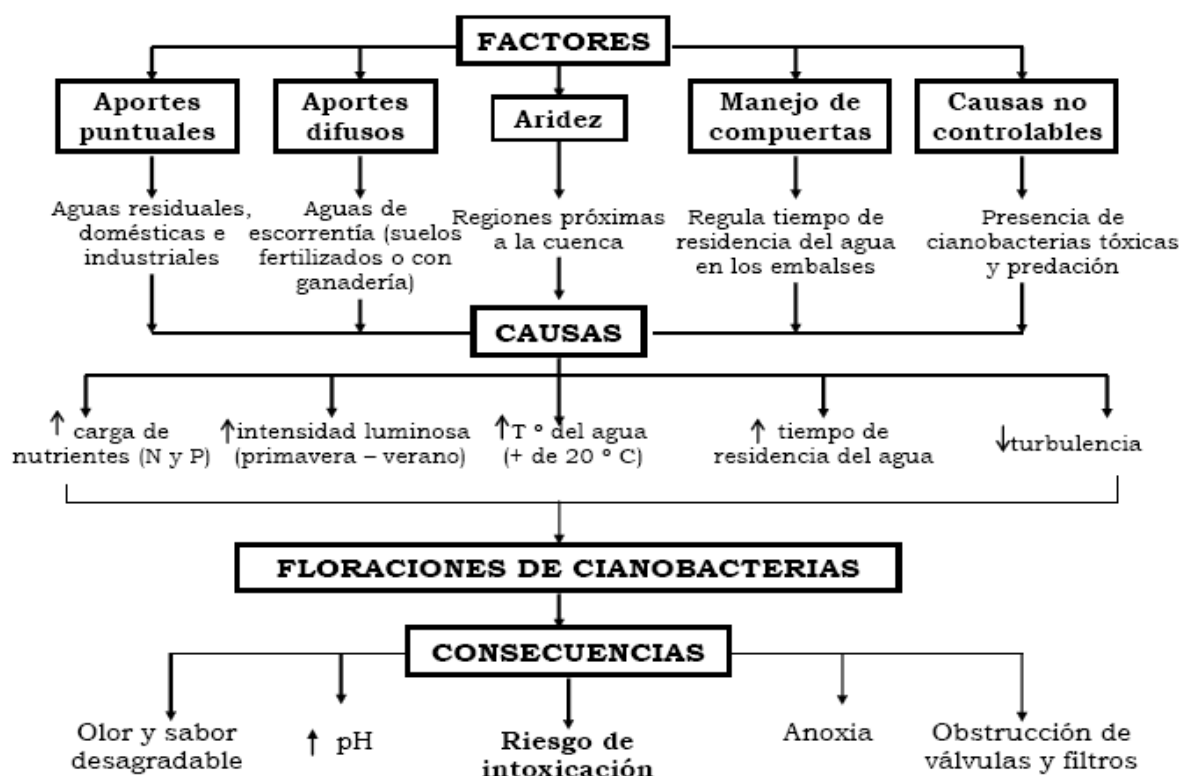 FACTORES
Aportes
puntuales
Aportes
difusos
Aridez
Manejo de
compuertas
Causas no
controlables
Aguas residuales,
domésticas e
industriales
Aguas de
escorrentía (suelos
fertilizados o con
ganadería)
Regiones próximas
a la cuenca
Regula tiempo de
residencia del agua
en los embalses
Presencia de
cianobacterias tóxicas
y predación
CAUSAS
↑ carga de
nutrientes (N y P)
↑intensidad luminosa
(primavera – verano)
↑T º del agua
(+ de 20 º C)
↑ tiempo de
residencia del agua
↓turbulencia
FLORACIONES DE CIANOBACTERIAS
CONSECUENCIAS
Olor y sabor
desagradable
↑ pH
Riesgo de
intoxicación
Anoxia
Obstrucción de
válvulas y filtros